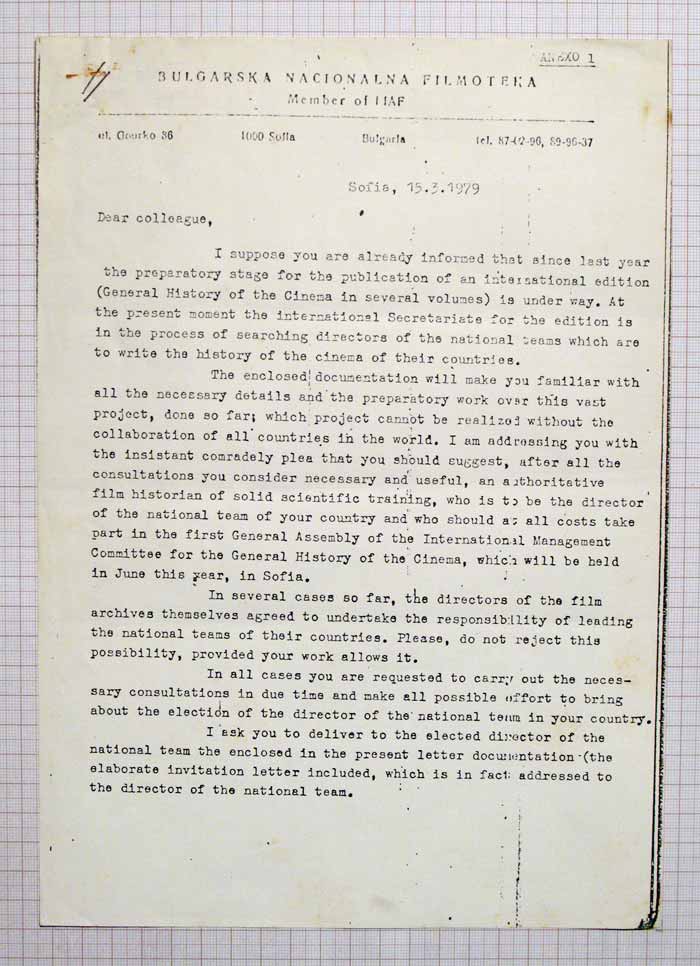 ANEXO 1
BULGARSKA NACIONALNA FILMOTEKA
Member of FIAF
ul. Gourko 36 1000 Sofia Bulgaria tel. 87-02-96, 89-96-37
Sofia, 15.3.1979
Dear colleague,
I suppose you are already informed that since last year
the preparatory stage for the publication of an international edition
(General History of the Cinema in several volumes) is under way. At
the present moment the international Secretariate for the edition is
in the process of searching directors of the national teams which are
to write the history of the cinema of their countries.
The enclosed documentation will make you familiar with
all the necessary details and the preparatory work over this vast
project, done so far; which project cannot be realized without the
collaboration of all countries in the world. I am addressing you with
the insistant comradely plea that you should suggest, after all the
consultations you consider necessary and useful, an authoritative
film historian of solid scientific training, who is to be the director
of the national team of your country and who should at all costs take
part in the first General Assembly of the International Management
Committee for the General History of the Cinema, which will be held
in June this year, in Sofia.
In several cases so far, the directors of the film
archives themselves agreed to undertake the responsibility of leading
the national teams of their countries. Please, do not reject this
possibility, provided your work allows it.
In all cases you are requested to carry out the neces-
sary consultations in due time and make all possible effort to bring
about the election of the director of the national team in your country.
I ask you to deliver to the elected director of the
national team the enclosed in the present letter documentation (the
elaborate invitation letter included, which is in fact addressed to
the director of the national team.